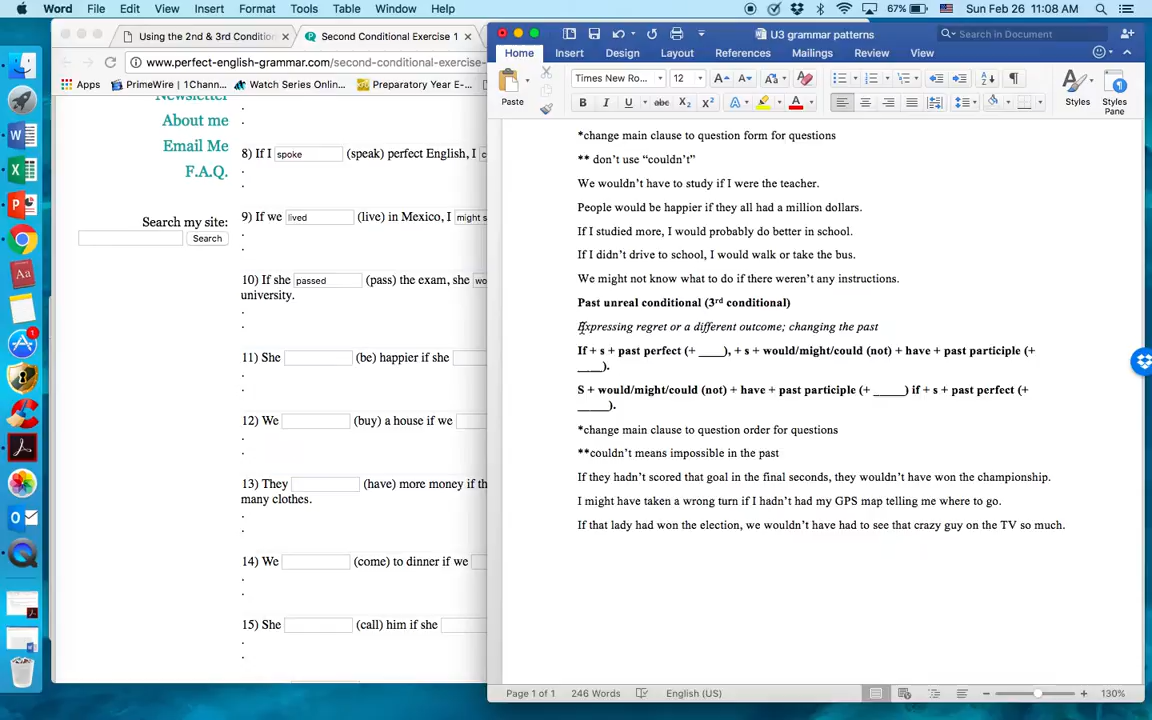 Word File Edit View Insert Format Tools Table Window Help 67% Sun Feb 26 11:08 AM
Using the 2nd & 3rd Condition
Second Conditional Exercise 1
www.perfect-english-grammar.com/second-conditional-exercise-
Apps PrimeWire | 1Chann... Watch Series Onlin... Preparatory Year E-...
Newsletter
About me
Email Me
F.A.Q.
Search my site:
Search
8) If I spoke (speak) perfect English, I c
9) If we lived (live) in Mexico, I might s
10) If she passed (pass) the exam, she wo
university.
11) She (be) happier if she
12) We (buy) a house if we
13) They (have) more money if th
many clothes.
14) We (come) to dinner if we
15) She (call) him if she
U3 grammar patterns
Search in Document
Home Insert Design Layout References Mailings Review View
Paste
Times New Ro... 12
Styles
Styles
Pane
*change main clause to question form for questions
** don't use “couldn't”
We wouldn't have to study if I were the teacher.
People would be happier if they all had a million dollars.
If I studied more, I would probably do better in school.
If I didn't drive to school, I would walk or take the bus.
We might not know what to do if there weren't any instructions.
Past unreal conditional (3rd conditional)
Expressing regret or a different outcome; changing the past
If + s + past perfect (+ ____), + s + would/might/could (not) + have + past participle (+
_____).
S + would/might/could (not) + have + past participle (+ _____) if + s + past perfect (+
______).
*change main clause to question order for questions
**couldn't means impossible in the past
If they hadn't scored that goal in the final seconds, they wouldn't have won the championship.
I might have taken a wrong turn if I hadn't had my GPS map telling me where to go.
If that lady had won the election, we wouldn't have had to see that crazy guy on the TV so much.
Page 1 of 1 246 Words English (US) 130%